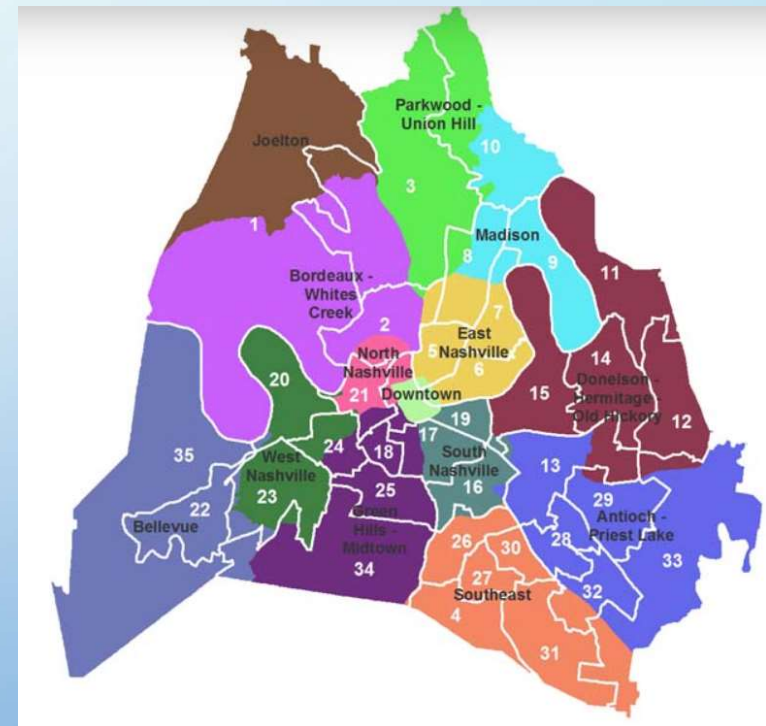 Parkwood -
Union Hill
10
Joelton
3
1
Madison
8
9
11
Bordeaux -
Whites
Creek
2
7
East
Nashville
5
6
North
Nashville
21
Downtown
20
14
Donelson -
Hermitage -
Old Hickory
15
12
19
17
South
Nashville
16
24
18
West
Nashville
23
25
Green
Hills -
Midtown
34
35
22
Bellevue
13
29
Antioch -
Priest Lake
28
33
32
26
30
27
Southeast
4
31